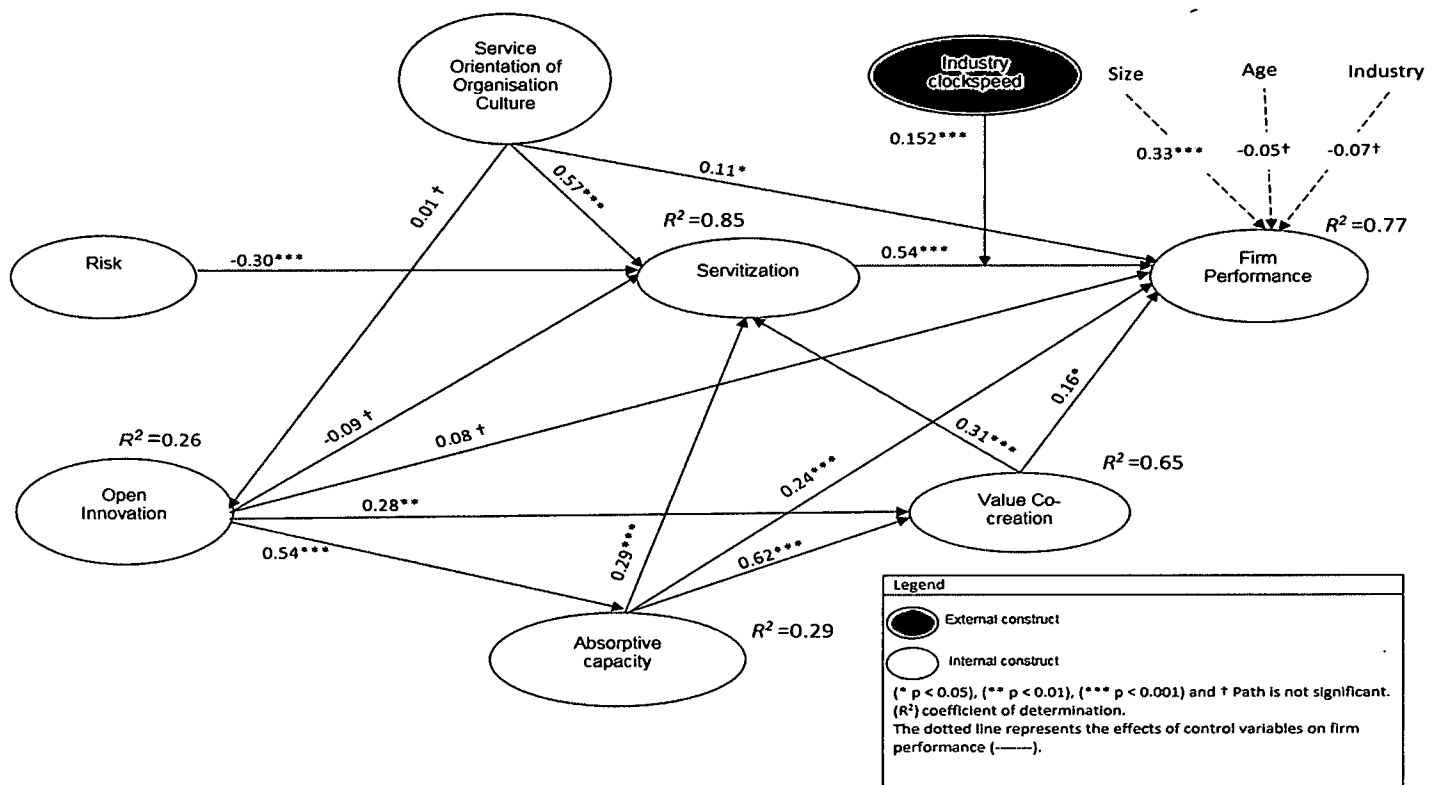 Service
Orientation of
Organisation
Culture
Industry
clockspeed
Size
Age
Industry
0.152***
0.33***
-0.05†
-0.07†
0.11*
0.57***
0.01 †
R² =0.85
R² =0.77
Risk
-0.30***
Servitization
0.54***
Firm
Performance
0.16*
-0.09 †
0.08 †
0.31***
R² =0.26
0.24***
R² =0.65
Open
Innovation
0.28**
Value Co-
creation
0.54***
0.29***
0.62***
Absorptive
capacity
R² =0.29
Legend
External construct
Internal construct
(* p < 0.05), (** p < 0.01), (*** p < 0.001) and † Path is not significant.
(R²) coefficient of determination.
The dotted line represents the effects of control variables on firm
performance (-------).